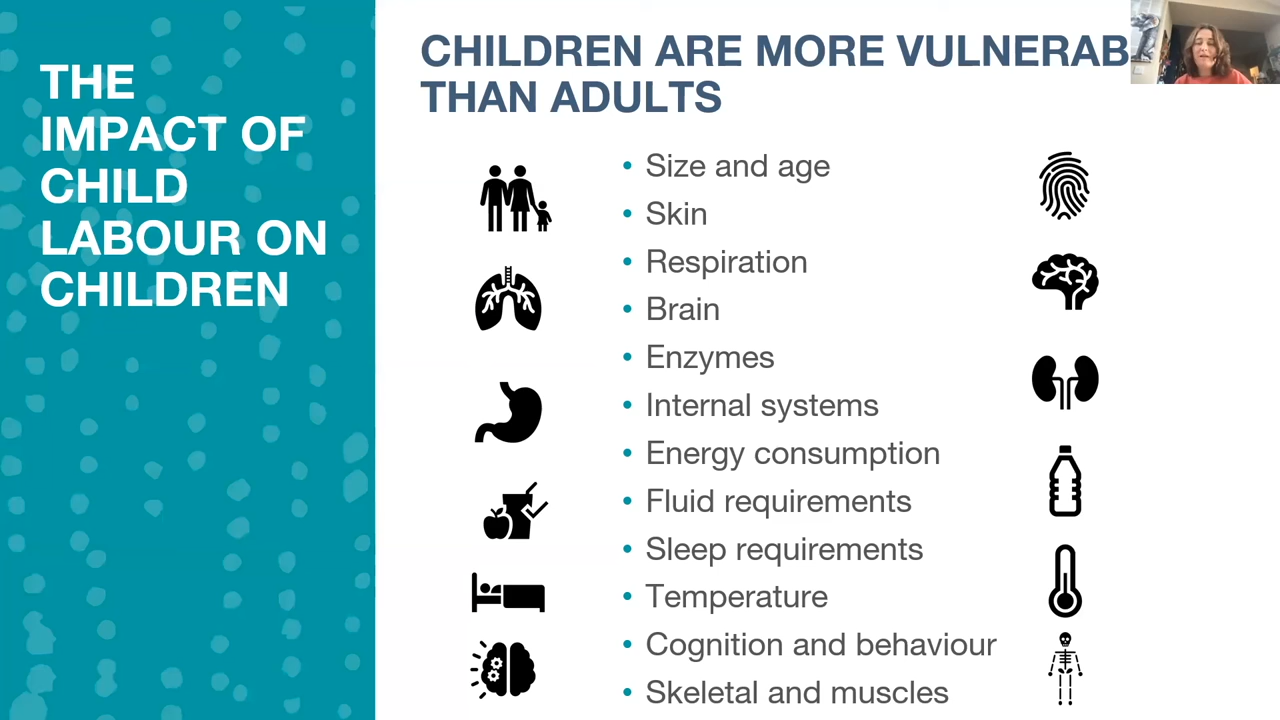 THE
IMPACT OF
CHILD
LABOUR ON
CHILDREN
CHILDREN ARE MORE VULNERAB
THAN ADULTS
• Size and age
• Skin
• Respiration
• Brain
• Enzymes
• Internal systems
• Energy consumption
• Fluid requirements
• Sleep requirements
• Temperature
• Cognition and behaviour
• Skeletal and muscles